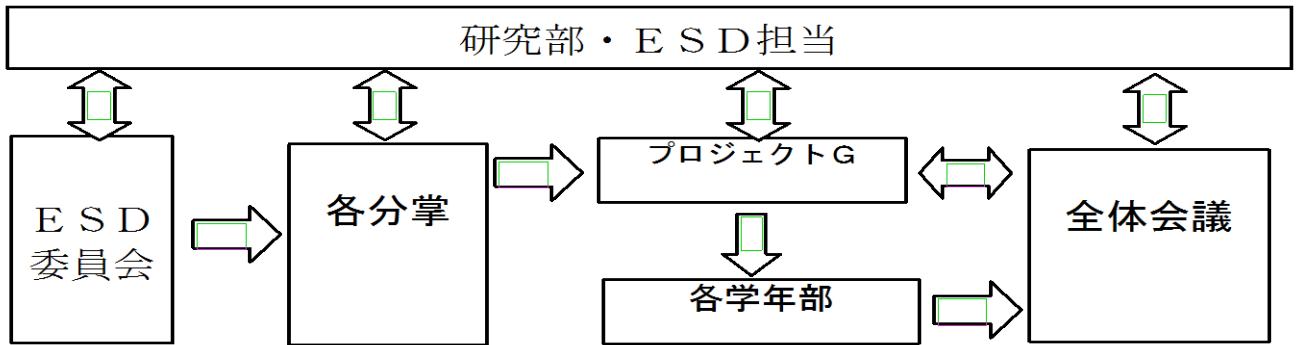 研究部・ＥＳＤ担当
ＥＳＤ
委員会
各分掌
プロジェクトＧ
各学年部
全体会議